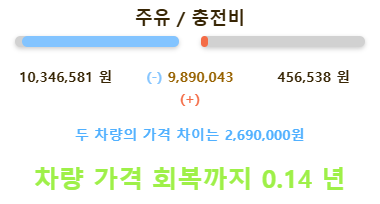 주유 / 충전비
10,346,581 원 (-) 9,890,043 456,538 원
(+)
두 차량의 가격 차이는 2,690,000원
차량 가격 회복까지 0.14 년